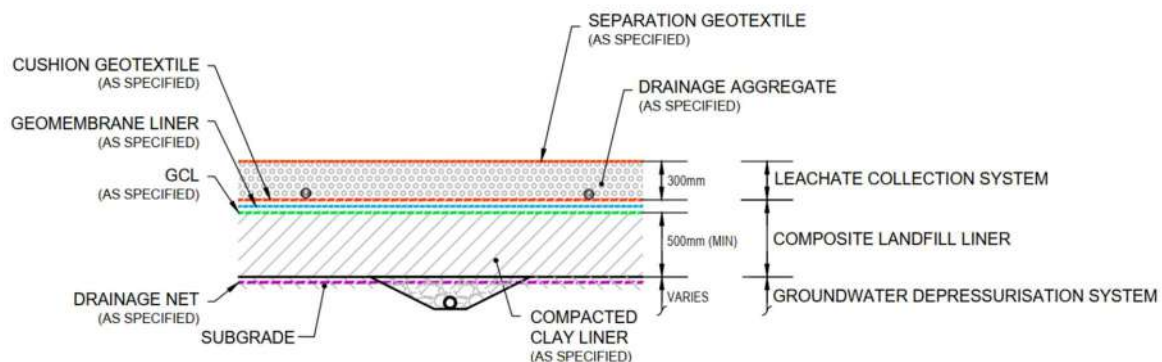 SEPARATION GEOTEXTILE
(AS SPECIFIED)
CUSHION GEOTEXTILE
(AS SPECIFIED)
DRAINAGE AGGREGATE
(AS SPECIFIED)
GEOMEMBRANE LINER
(AS SPECIFIED)
GCL
(AS SPECIFIED)
300mm
LEACHATE COLLECTION SYSTEM
500mm (MIN)
COMPOSITE LANDFILL LINER
VARIES
GROUNDWATER DEPRESSURISATION SYSTEM
DRAINAGE NET
(AS SPECIFIED)
SUBGRADE
COMPACTED
CLAY LINER
(AS SPECIFIED)